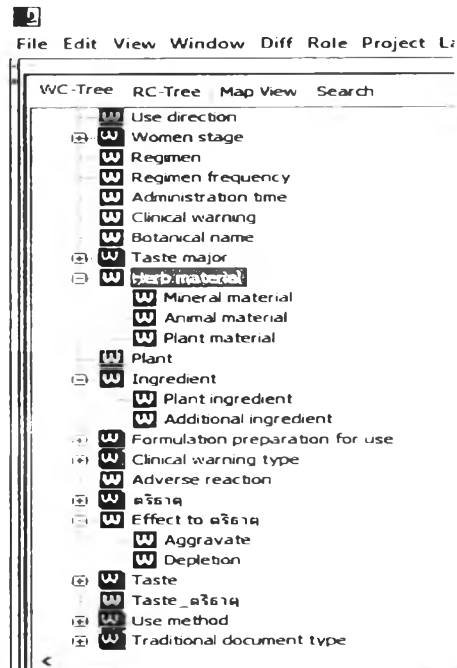 File Edit View Window Diff Role Project La
WC-Tree RC-Tree Map View Search
Use direction
Women stage
Regimen
Regimen frequency
Administration time
Clinical warning
Botanical name
Taste major
Herb material
Mineral material
Animal material
Plant material
Plant
Ingredient
Plant ingredient
Additional ingredient
Formulation preparation for use
Clinical warning type
Adverse reaction
ตรีธาตุ
Effect to ตรีธาตุ
Aggravate
Depletion
Taste
Taste_ตรีธาตุ
Use method
Traditional document type